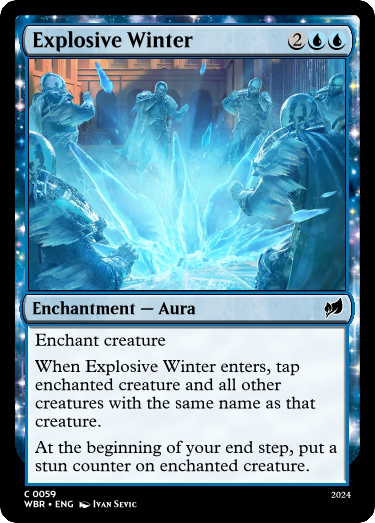 Explosive Winter 2
Enchantment — Aura
Enchant creature
When Explosive Winter enters, tap
enchanted creature and all other
creatures with the same name as that
creature.
At the beginning of your end step, put a
stun counter on enchanted creature.
C 0059 2024
WBR • ENG Ivan Sevic